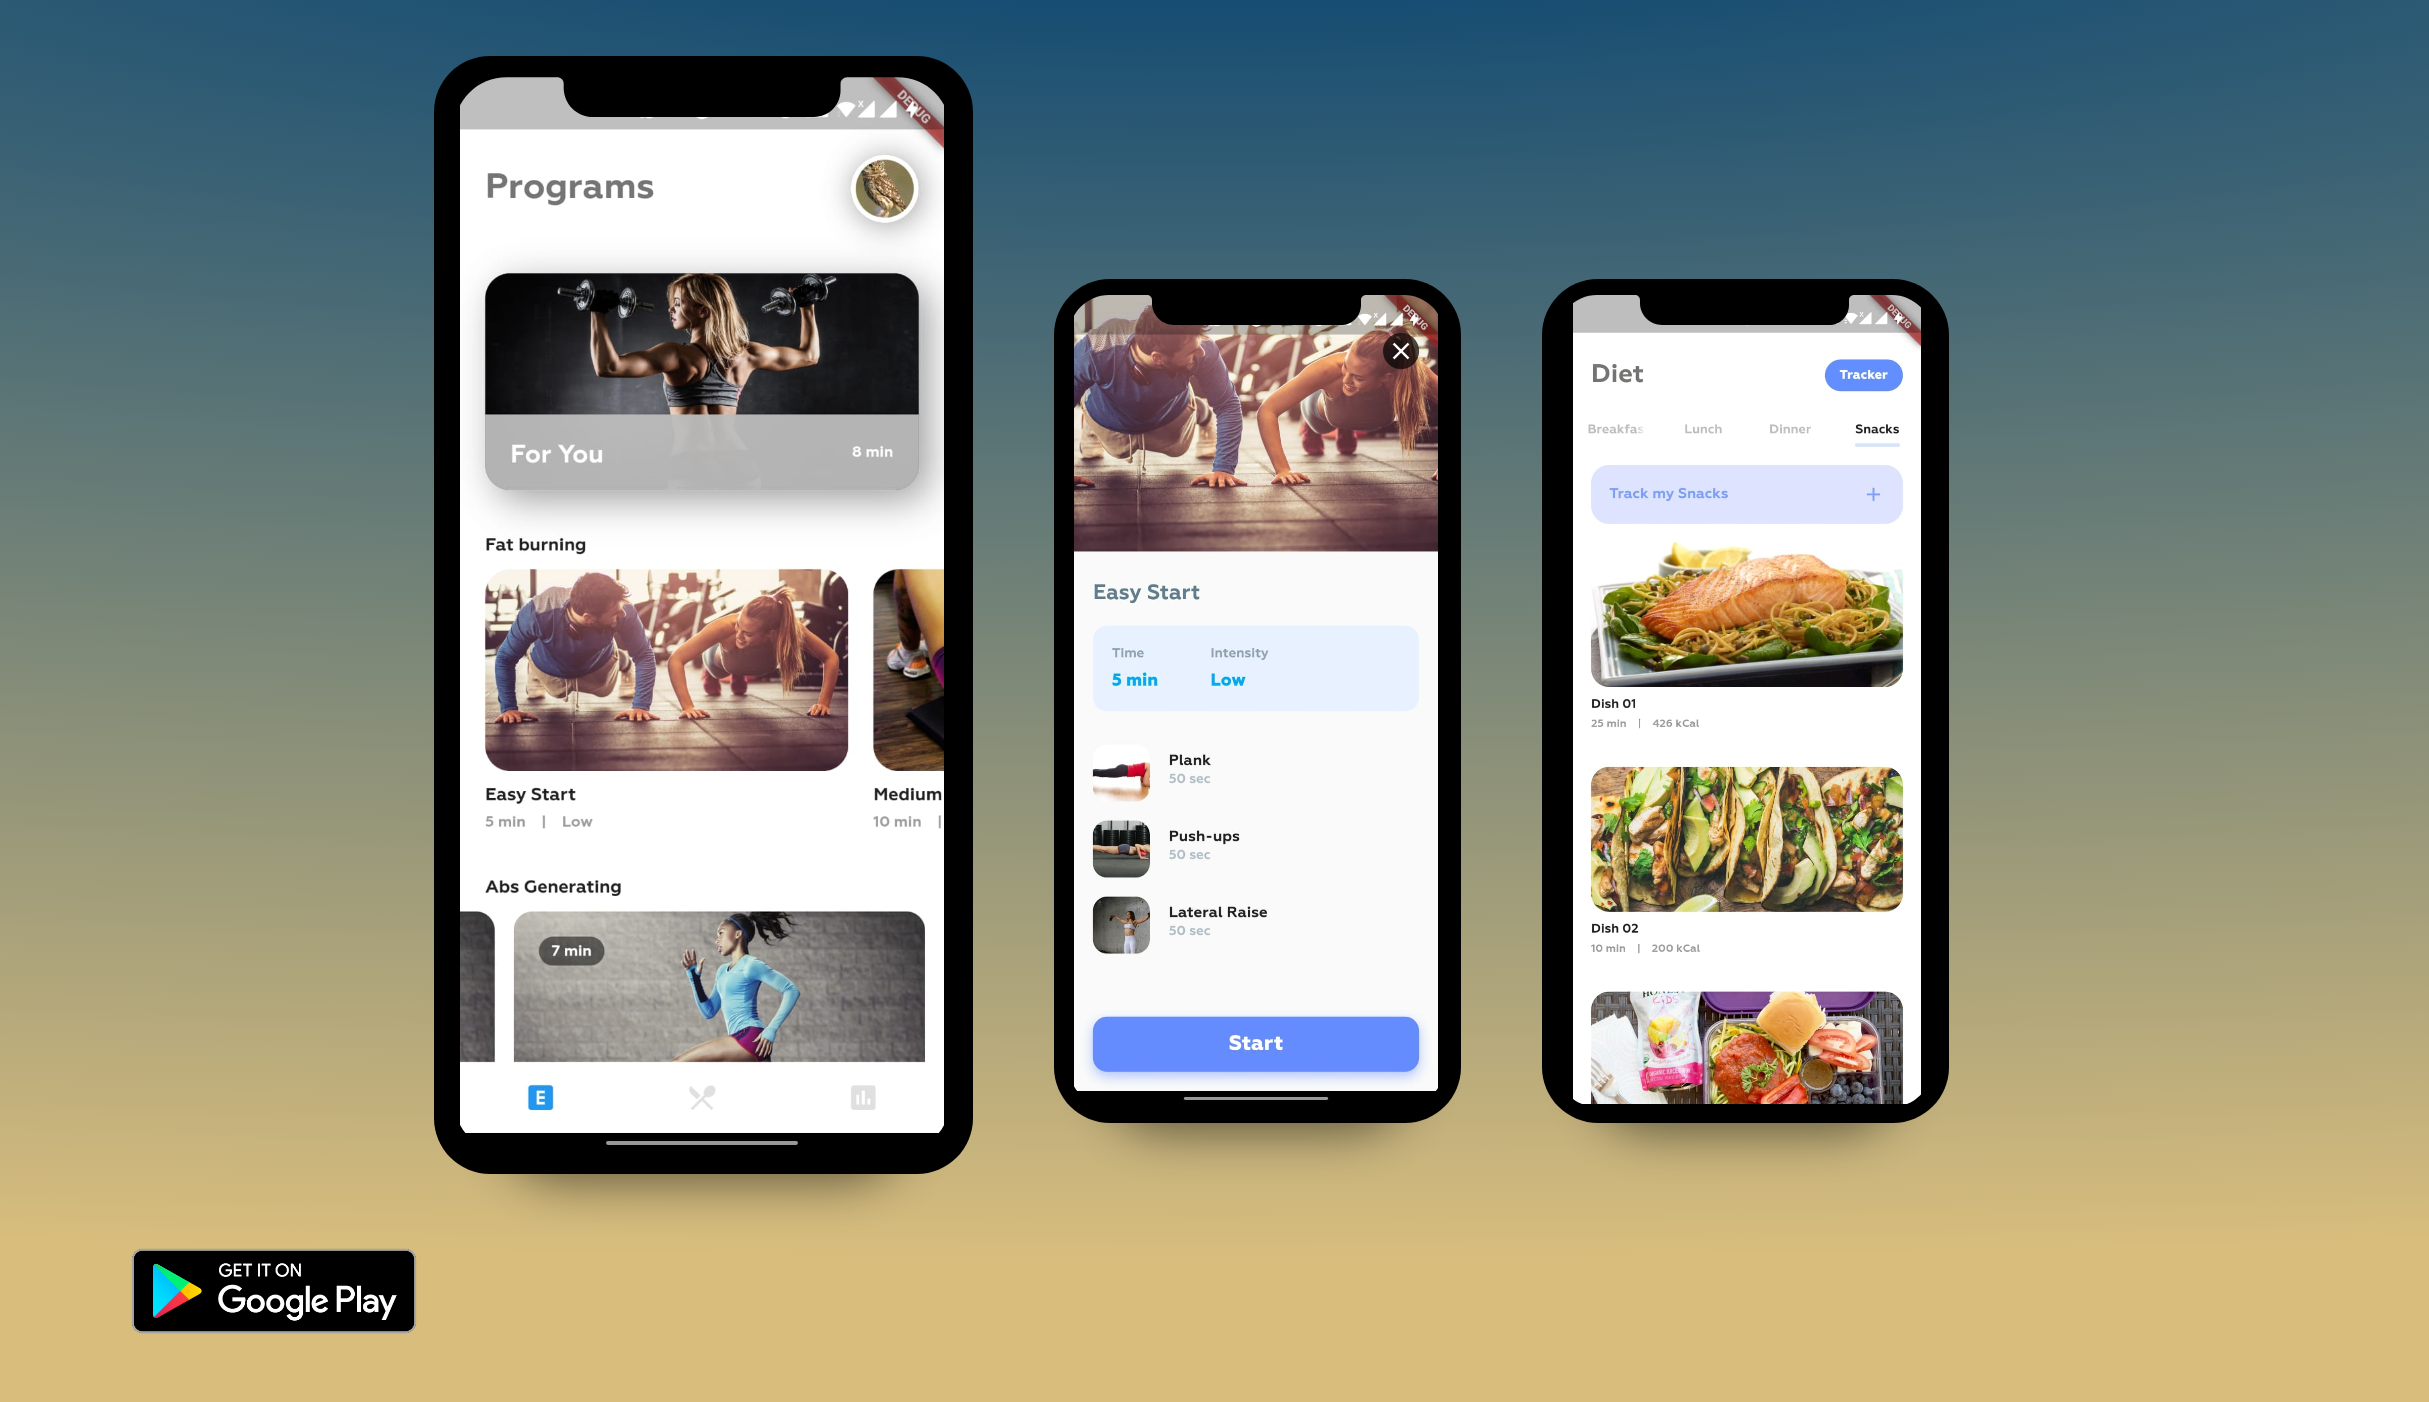 DEBUG
Programs
For You
8 min
Fat burning
Easy Start
5 min | Low
Medium
10 min |
Abs Generating
7 min
E
DEBUG
Easy Start
Time
Intensity
5 min
Low
Plank
50 sec
Push-ups
50 sec
Lateral Raise
50 sec
Start
DEBUG
Diet
Tracker
Breakfas
Lunch
Dinner
Snacks
Track my Snacks
+
Dish 01
25 min | 426 kCal
Dish 02
10 min | 200 kCal
KiDS
GET IT ON
Google Play